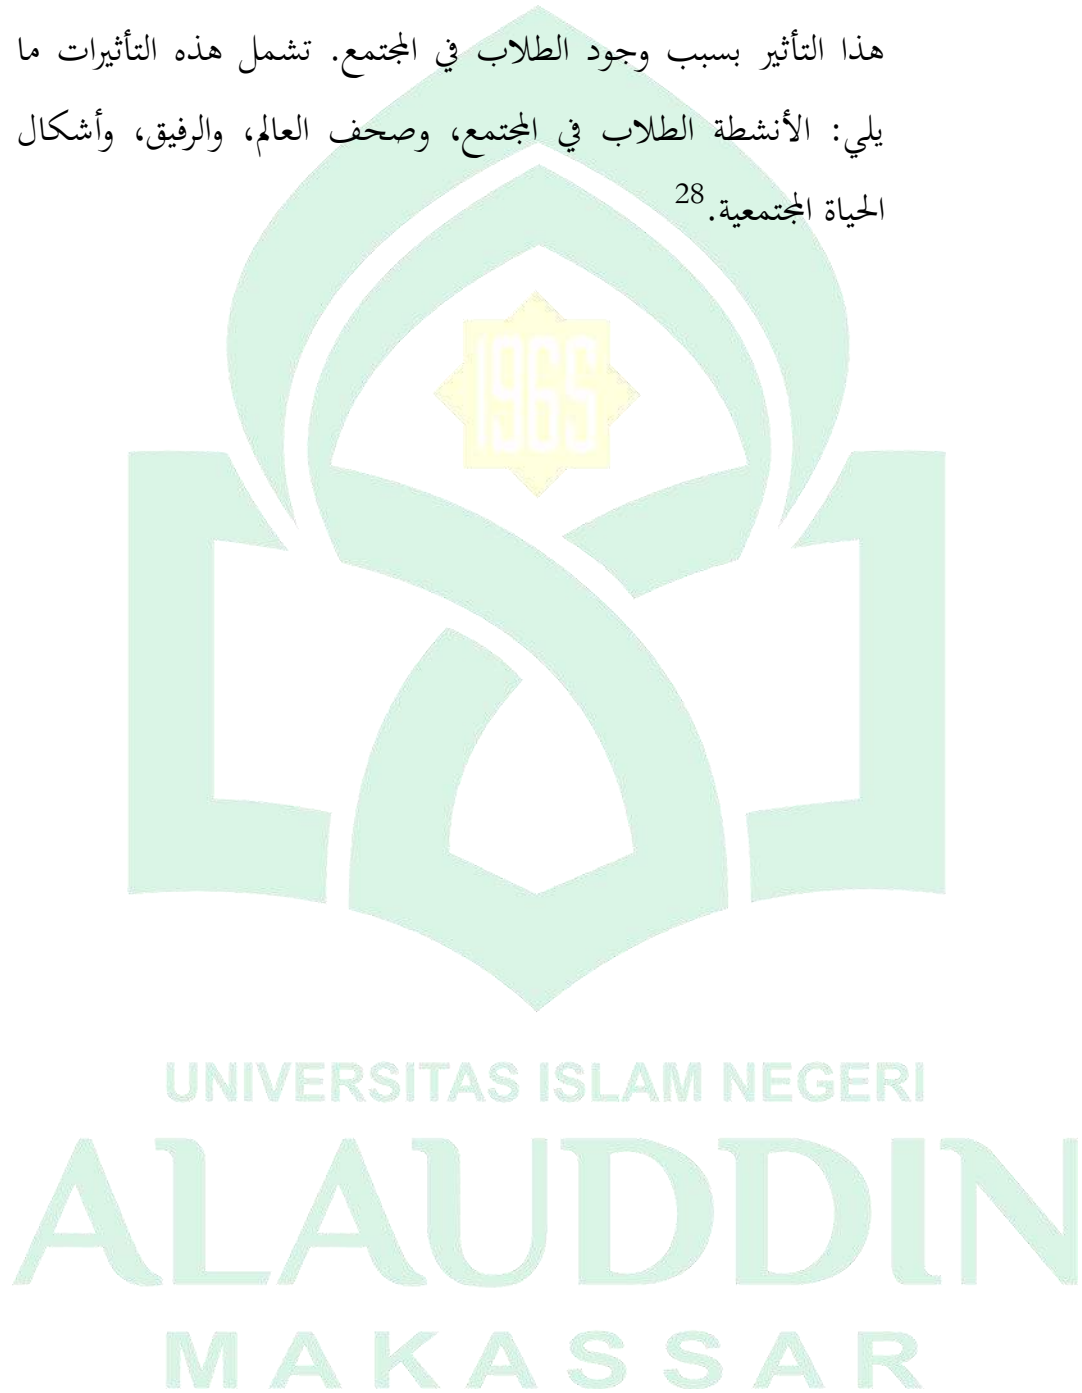 هذا التأثير بسبب وجود الطلاب في المجتمع. تشمل هذه التأثيرات ما
يلي: الأنشطة الطلاب في المجتمع، وصحف العالم، والرفيق، وأشكال
الحياة المجتمعية.28
1965
UNIVERSITAS ISLAM NEGERI
ALAUDDIN
MAKASSAR